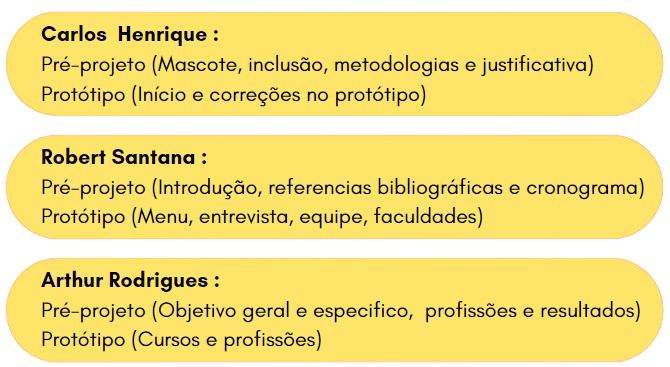 Carlos  Henrique :
Pré-projeto (Mascote, inclusão, metodologias e justificativa)
Protótipo (Início e correções no protótipo)
Robert Santana :
Pré-projeto (Introdução, referencias bibliográficas e cronograma)
Protótipo (Menu, entrevista, equipe, faculdades)
Arthur Rodrigues :
Pré-projeto (Objetivo geral e especifico,  profissões e resultados)
Protótipo (Cursos e profissões)